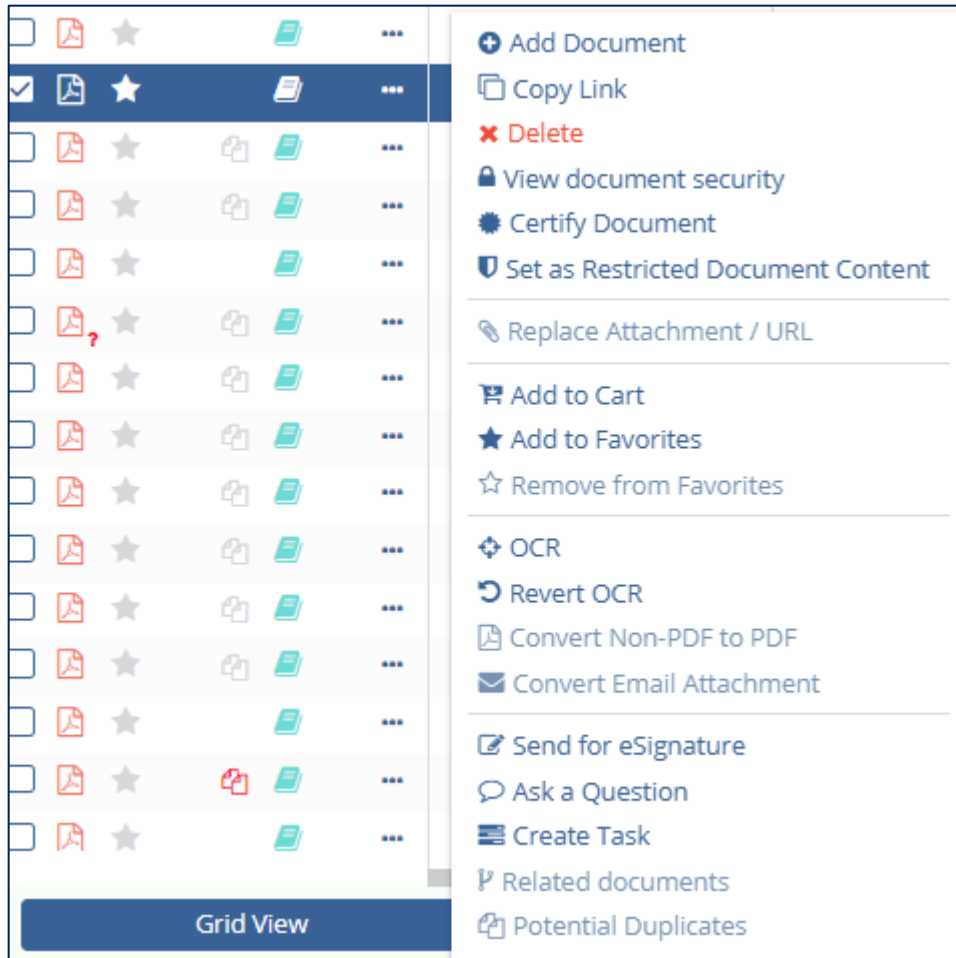 Add Document
Copy Link
Delete
View document security
Certify Document
Set as Restricted Document Content
Replace Attachment / URL
Add to Cart
Add to Favorites
Remove from Favorites
OCR
Revert OCR
Convert Non-PDF to PDF
Convert Email Attachment
Send for eSignature
Ask a Question
Create Task
Related documents
Potential Duplicates
?
Grid View